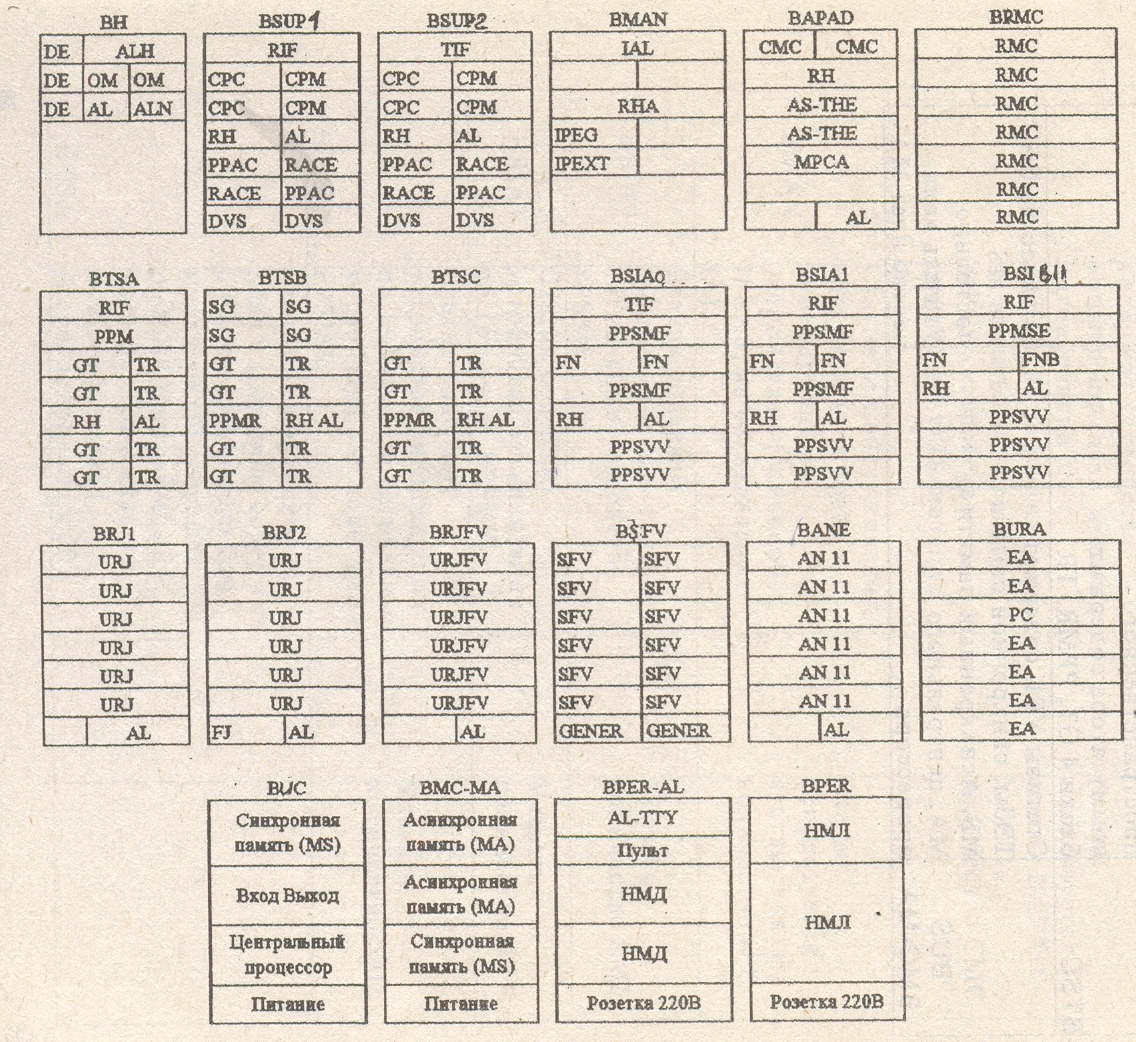 BH BSUP1 BSUP2 BMAN BAPAD BRMC
DE ALH RIF TIF IAL CMC CMC RMC
DE OM OM CPC CPM CPC CPM RH RMC
DE AL ALN CPC CPM CPC CPM RHA AS-THE RMC
RH AL RH AL IPEG AS-THE RMC
PPAC RACE PPAC RACE IPEXT MPCA RMC
RACE PPAC RACE PPAC RMC
DVS DVS DVS DVS AL RMC
BTSA BTSB BTSC BSIA0 BSIA1 BSI B11
RIF SG SG TIF RIF RIF
PPM SG SG PPSMF PPSMF PPMSE
GT TR GT TR GT TR FN FN FN FN FN FNB
GT TR GT TR GT TR PPSMF PPSMF RH AL
RH AL PPMR RH AL PPMR RH AL RH AL RH AL PPSVV
GT TR GT TR GT TR PPSVV PPSVV PPSVV
GT TR GT TR GT TR PPSVV PPSVV PPSVV
BRJ1 BRJ2 BRJFV BSFV BANE BURA
URJ URJ URJFV SFV SFV AN 11 EA
URJ URJ URJFV SFV SFV AN 11 EA
URJ URJ URJFV SFV SFV AN 11 PC
URJ URJ URJFV SFV SFV AN 11 EA
URJ URJ URJFV SFV SFV AN 11 EA
URJ URJ URJFV SFV SFV AN 11 EA
AL FJ AL AL GENER GENER AL EA
BUC BMC-MA BPER-AL BPER
Синхронная Асинхронная AL-TTY НМЛ
память (MS) память (MA) Пульт
Вход Выход Асинхронная НМД НМЛ
память (MA)
Центральный Синхронная НМД
процессор память (MS)
Питание Питание Розетка 220В Розетка 220В